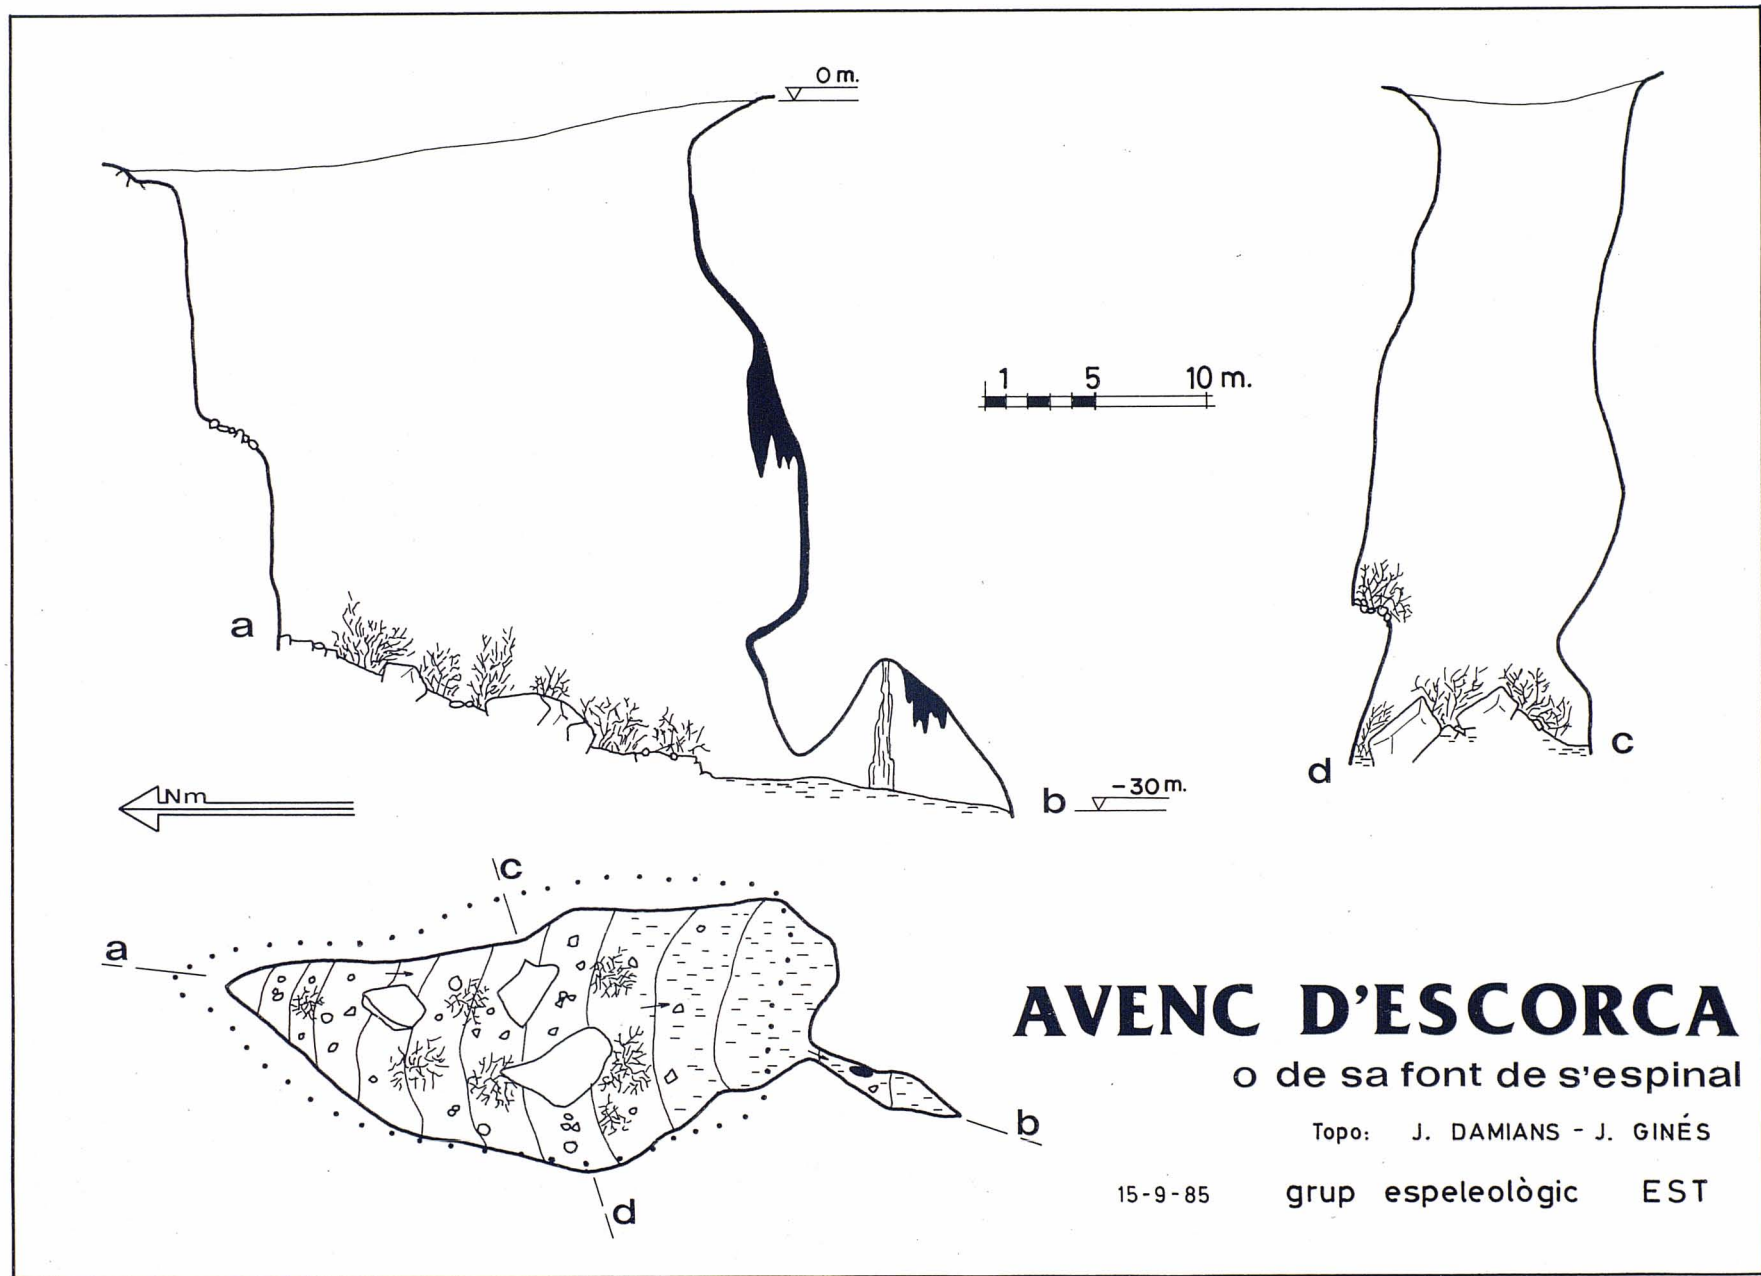 0 m.
1 5 10 m.
a
d
c
b
-30 m.
Nm
c
a
b
d
AVENC D'ESCORCA
o de sa font de s'espinal
Topo: J. DAMIANS - J. GINÉS
15-9-85 grup espeleològic EST